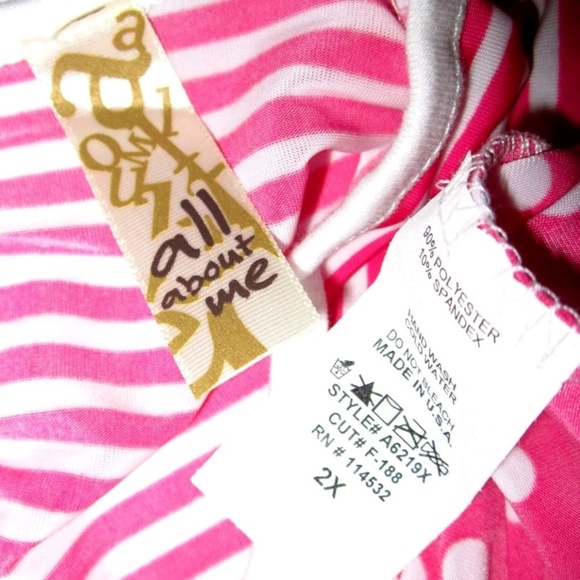 a
all
about
me
90% POLYESTER
10% SPANDEX
HAND WASH
COLD WATER
DO NOT BLEACH
MADE IN U.S.A.
STYLE# A6219X
CUT# F-188
RN # 114532
2X